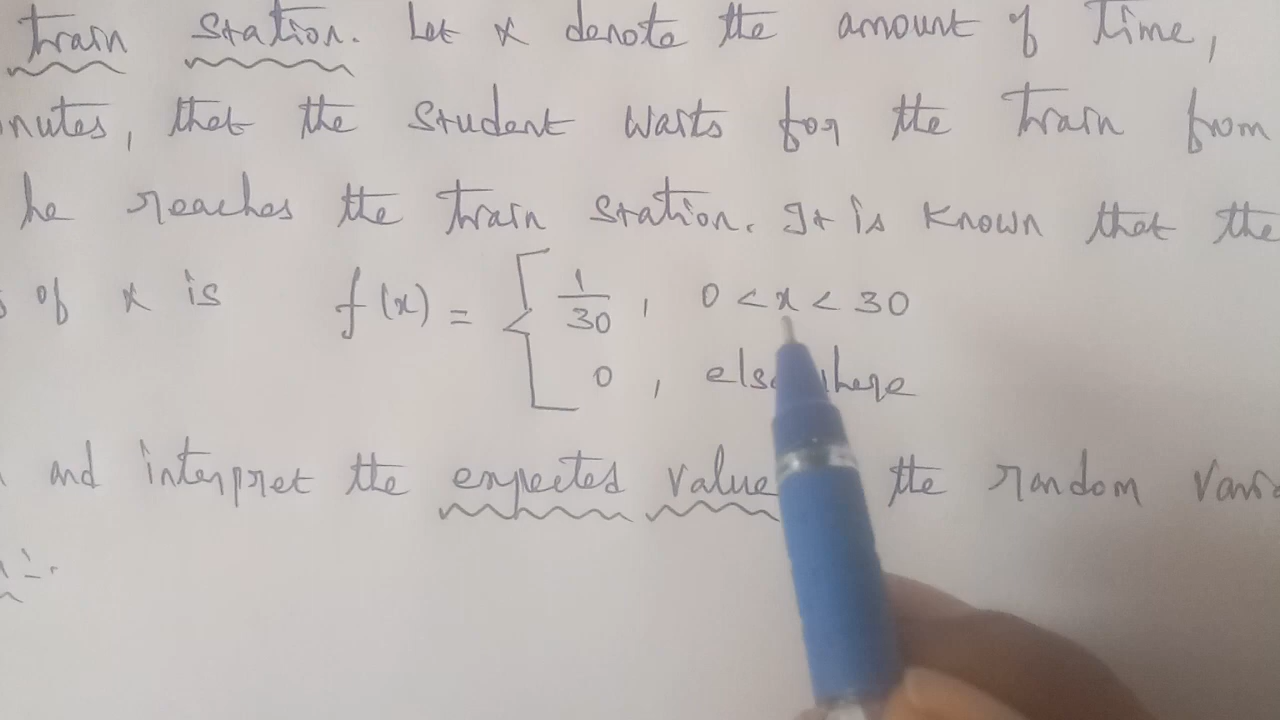 train station. Let x denote the amount of time,
nutes, that the student waits for the train from
he reaches the train station. It is known that the
of x is f(x) = { 1/30, 0 < x < 30
0, elsewhere
and interpret the expected value the random